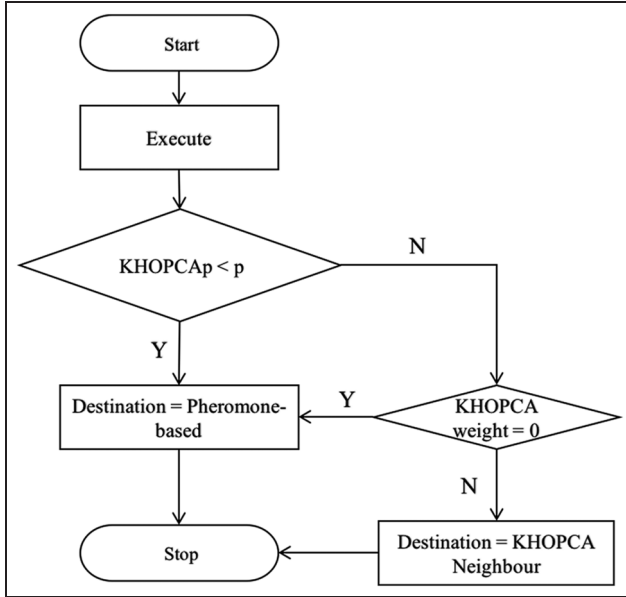 Start
Execute
KHOPCAp < p
N
Y
Destination = Pheromone-
based
Y
KHOPCA
weight = 0
N
Stop
Destination = KHOPCA
Neighbour